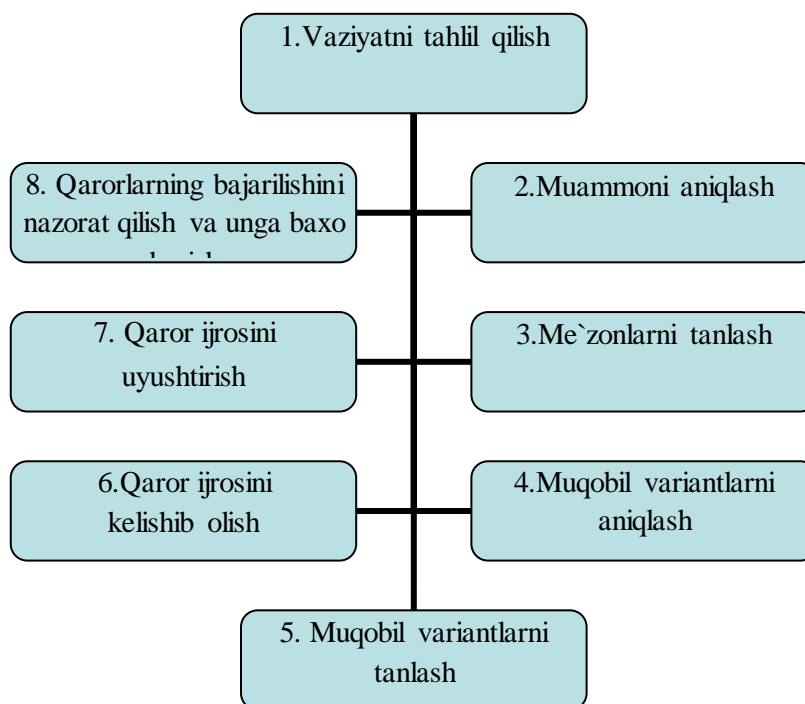 1.Vaziyatni tahlil qilish
8. Qarorlarning bajarilishini
nazorat qilish va unga baxo
2.Muammoni aniqlash
7. Qaror ijrosini
uyushtirish
3.Me`zonlarni tanlash
6.Qaror ijrosini
kelishib olish
4.Muqobil variantlarni
aniqlash
5. Muqobil variantlarni
tanlash